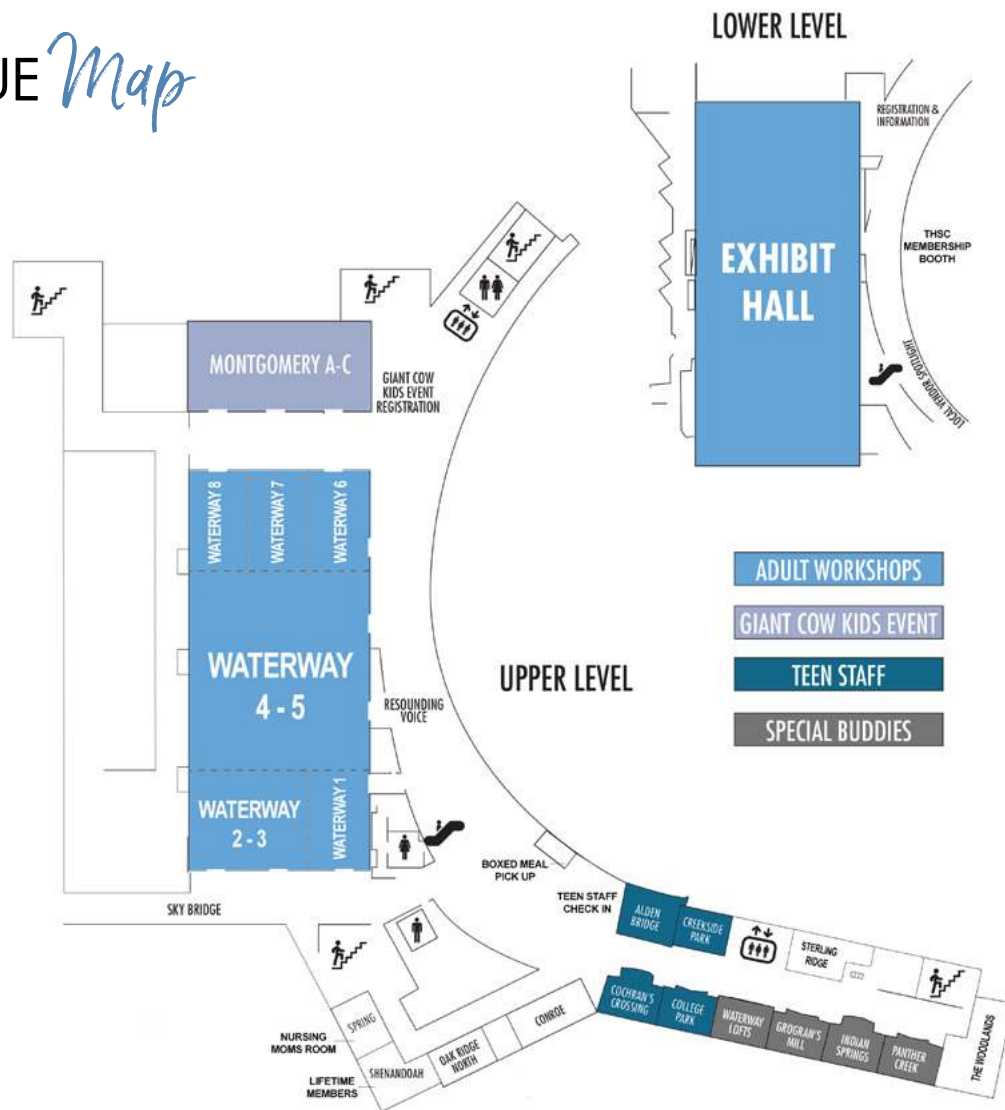 UE Map
LOWER LEVEL
REGISTRATION &
INFORMATION
THSC
MEMBERSHIP
BOOTH
EXHIBIT
HALL
LOCAL VENDOR SPOTLIGHT
MONTGOMERY A-C
GIANT COW
KIDS EVENT
REGISTRATION
WATERWAY 8
WATERWAY 7
WATERWAY 6
WATERWAY
4 - 5
RESOUNDING
VOICE
WATERWAY
2 - 3
WATERWAY 1
UPPER LEVEL
ADULT WORKSHOPS
GIANT COW KIDS EVENT
TEEN STAFF
SPECIAL BUDDIES
BOXED MEAL
PICK UP
TEEN STAFF
CHECK IN
ALDEN
BRIDGE
CREEKSIDE
PARK
STERLING
RIDGE
SKY BRIDGE
NURSING
MOMS ROOM
SPRING
LIFETIME
MEMBERS
SHENANDOAH
OAK RIDGE
NORTH
CONROE
COCHRAN'S
CROSSING
COLLEGE
PARK
WATERWAY
LOFTS
GROGRAN'S
MILL
INDIAN
SPRINGS
PANTHER
CREEK
THE WOODLANDS